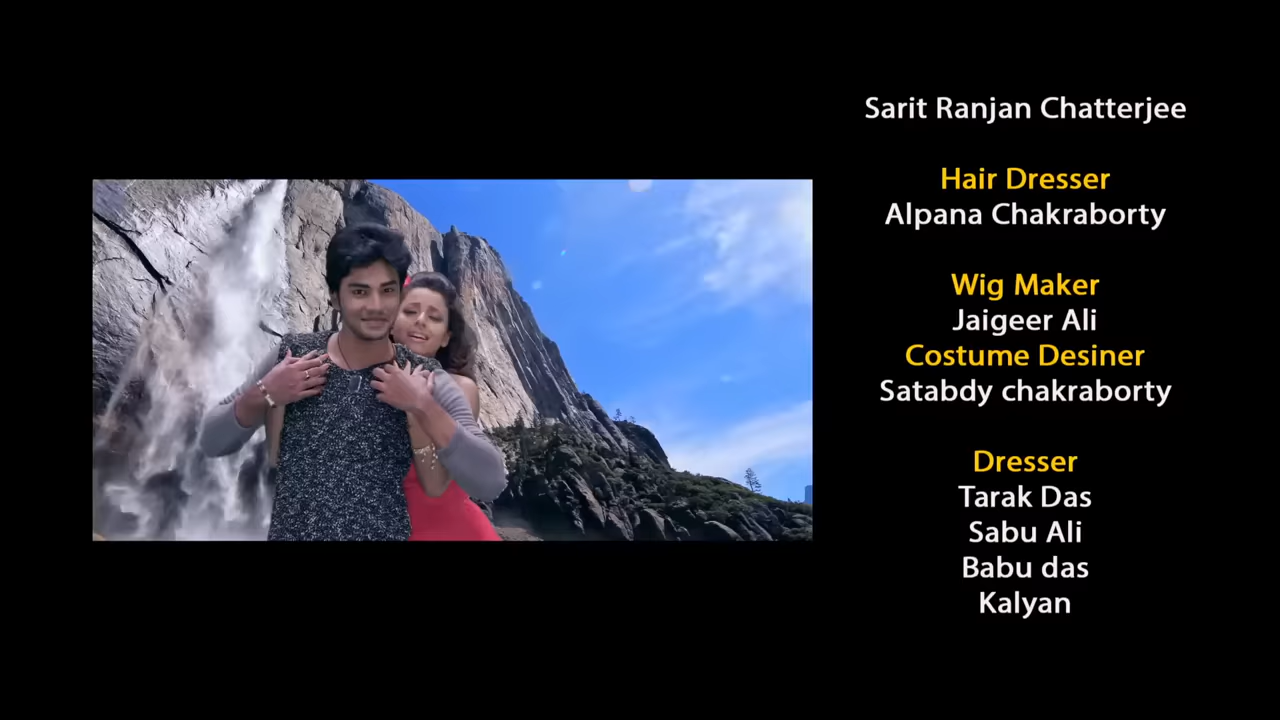 Sarit Ranjan Chatterjee
Hair Dresser
Alpana Chakraborty
Wig Maker
Jaigeer Ali
Costume Desiner
Satabdy chakraborty
Dresser
Tarak Das
Sabu Ali
Babu das
Kalyan